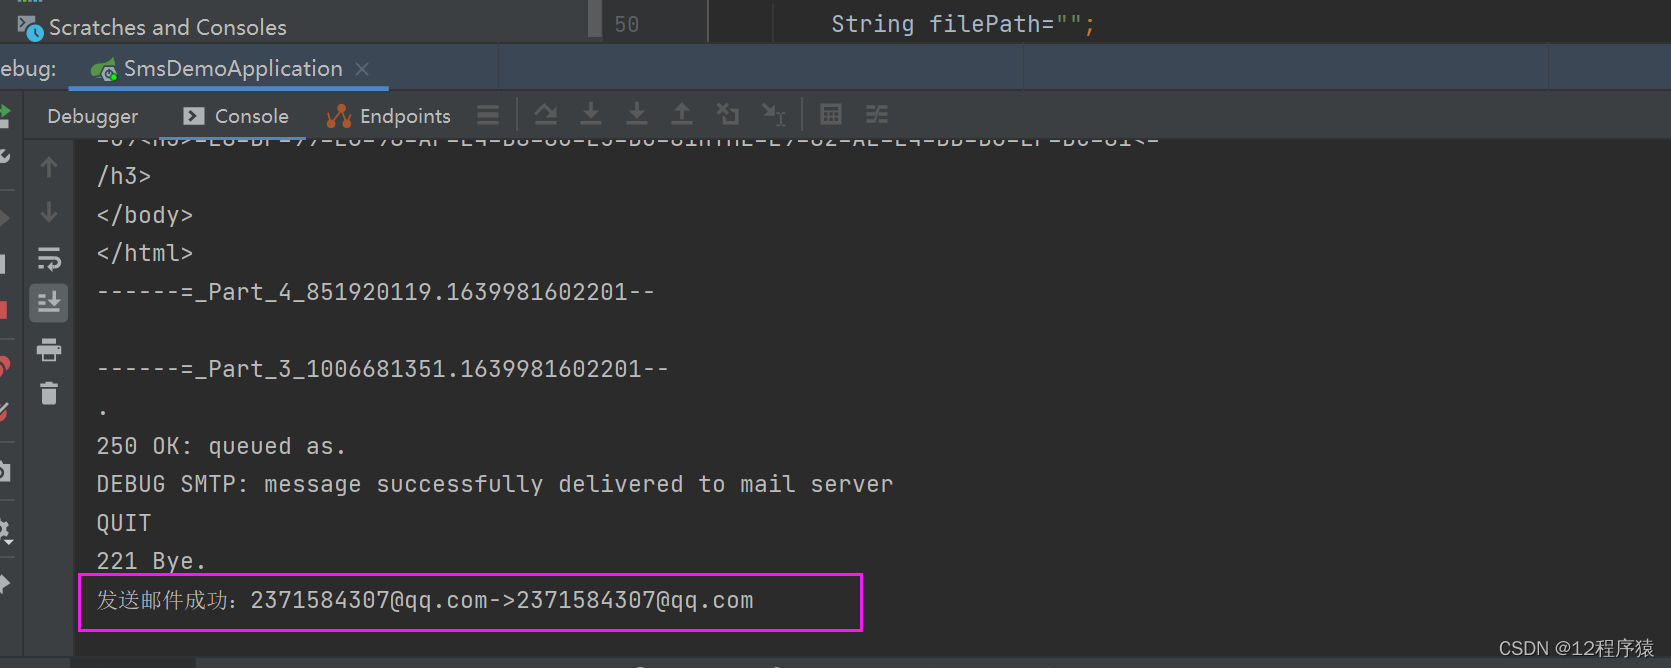 Scratches and Consoles
50
String filePath="";
ebug:
SmsDemoApplication
Debugger
Console
Endpoints
/h3>
</body>
</html>
------=_Part_4_851920119.1639981602201--
------=_Part_3_1006681351.1639981602201--
.
250 OK: queued as.
DEBUG SMTP: message successfully delivered to mail server
QUIT
221 Bye.
发送邮件成功：2371584307@qq.com->2371584307@qq.com
CSDN @12程序猿